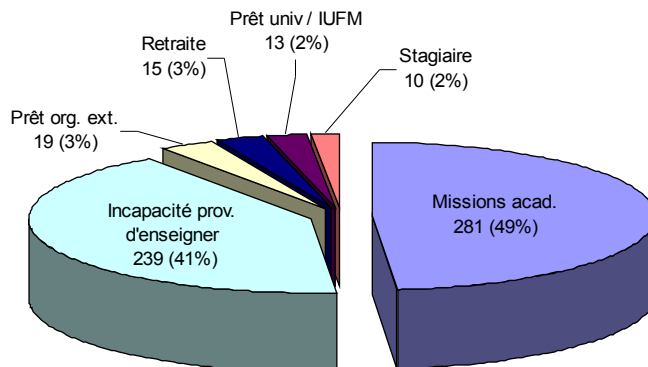 Prêt univ / IUFM
13 (2%)
Retraite
15 (3%)
Stagiaire
10 (2%)
Prêt org. ext.
19 (3%)
Missions acad.
281 (49%)
Incapacité prov.
d'enseigner
239 (41%)